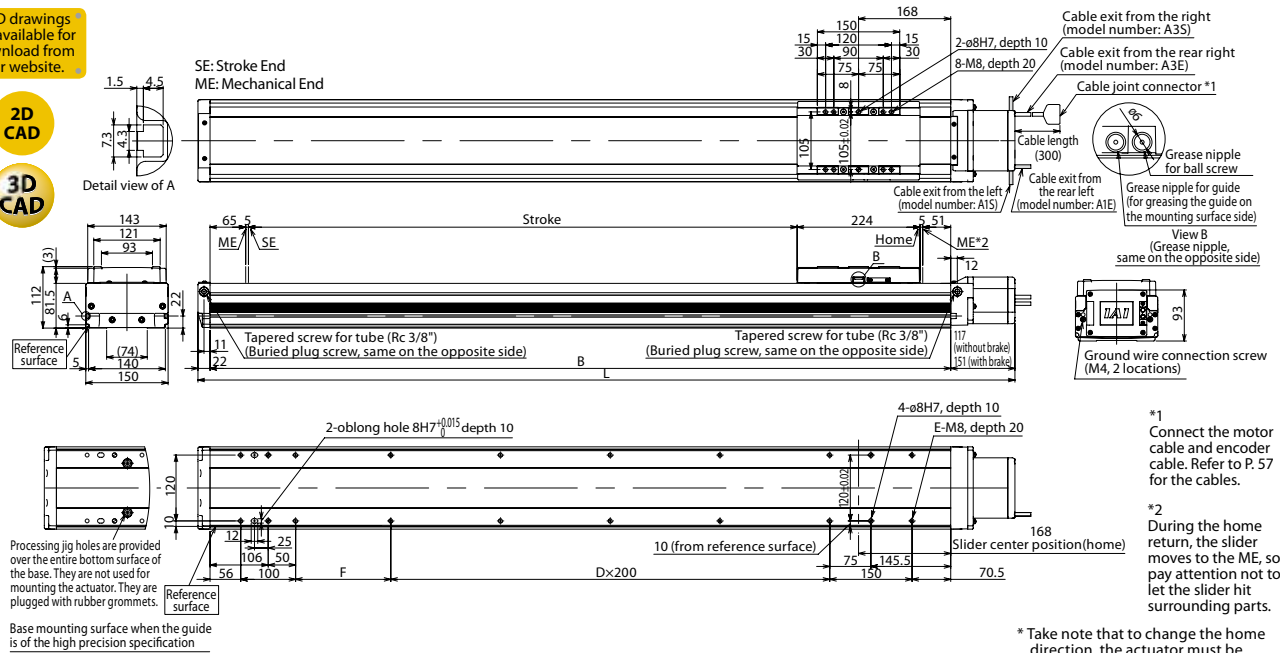 D drawings
available for
nload from
r website.
2D
CAD
3D
CAD
SE: Stroke End
ME: Mechanical End
1.5
4.5
7.3
4.3
Detail view of A
168
150
15
120
15
30
90
30
75
75
8
105
105±0.02
2-ø8H7, depth 10
8-M8, depth 20
Cable exit from the right
(model number: A3S)
Cable exit from the rear right
(model number: A3E)
Cable joint connector *1
Cable length
(300)
Cable exit from the left
(model number: A1S)
Cable exit from
the rear left
(model number: A1E)
ø6
Grease nipple
for ball screw
Grease nipple for guide
(for greasing the guide on
the mounting surface side)
View B
(Grease nipple,
same on the opposite side)
143
121
93
(3)
112
81.5
A
6
22
Reference
surface
(74)
5
140
150
65
5
Stroke
224
5
51
ME
SE
Home
ME*2
B
12
Tapered screw for tube (Rc 3/8")
(Buried plug screw, same on the opposite side)
Tapered screw for tube (Rc 3/8")
(Buried plug screw, same on the opposite side)
11
22
B
L
117
(without brake)
151 (with brake)
IAI
93
Ground wire connection screw
(M4, 2 locations)
2-oblong hole 8H7 +0.015 0 depth 10
4-ø8H7, depth 10
E-M8, depth 20
120
10
120±0.02
12
25
106
50
56
100
F
D×200
10 (from reference surface)
75
145.5
150
70.5
168
Slider center position(home)
Reference
surface
Processing jig holes are provided
over the entire bottom surface of
the base. They are not used for
mounting the actuator. They are
plugged with rubber grommets.
Base mounting surface when the guide
is of the high precision specification
*1
Connect the motor
cable and encoder
cable. Refer to P. 57
for the cables.
*2
During the home
return, the slider
moves to the ME, so
pay attention not to
let the slider hit
surrounding parts.
* Take note that to change the home
direction, the actuator must be